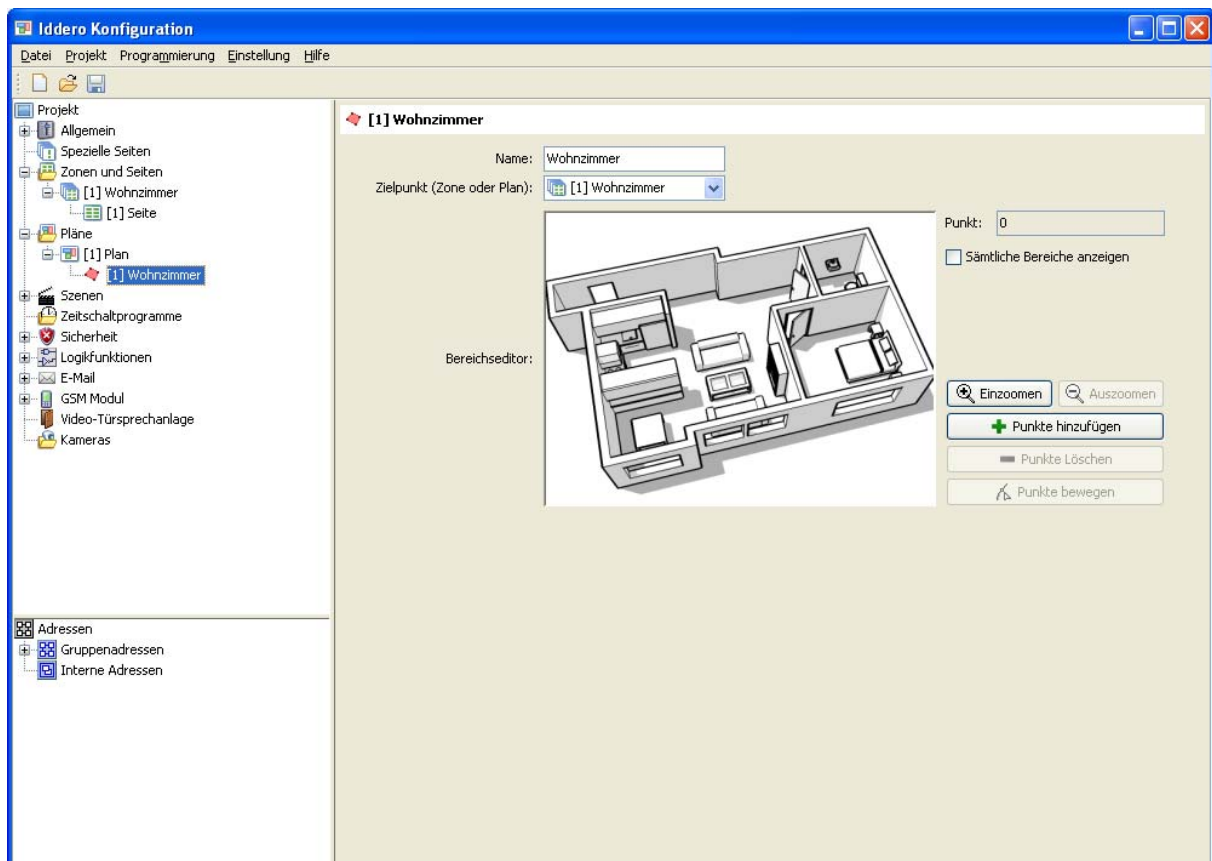 Iddero Konfiguration
Datei Projekt Programmierung Einstellung Hilfe
Projekt
Allgemein
Spezielle Seiten
Zonen und Seiten
[1] Wohnzimmer
[1] Seite
Pläne
[1] Plan
[1] Wohnzimmer
Szenen
Zeitschaltprogramme
Sicherheit
Logikfunktionen
E-Mail
GSM Modul
Video-Türsprechanlage
Kameras
Adressen
Gruppenadressen
Interne Adressen
[1] Wohnzimmer
Name: Wohnzimmer
Zielpunkt (Zone oder Plan): [1] Wohnzimmer
Bereichseditor:
Punkt: 0
Sämtliche Bereiche anzeigen
Einzoomen Auszoomen
Punkte hinzufügen
Punkte Löschen
Punkte bewegen